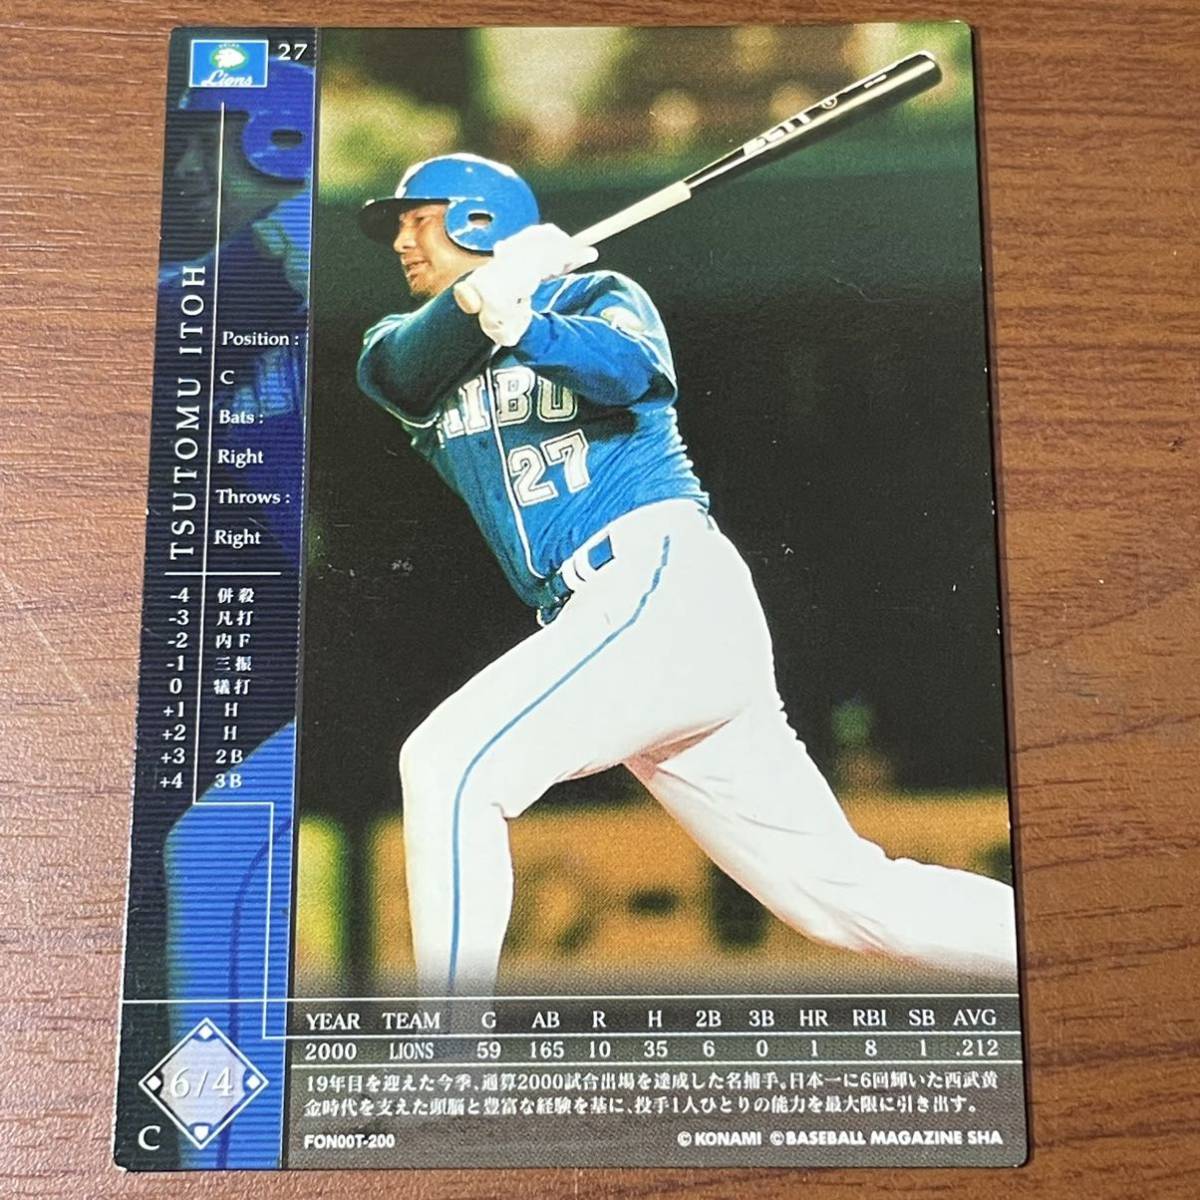 Lions
27
TSUTOMU ITOH
Position :
C
Bats :
Right
Throws :
Right
-4 併殺
-3 凡打
-2 内F
-1 三振
0 犠打
+1 H
+2 H
+3 2B
+4 3B
6/4
C
IBU
27
YEAR TEAM G AB R H 2B 3B HR RBI SB AVG
2000 LIONS 59 165 10 35 6 0 1 8 1 .212
19年目を迎えた今季、通算2000試合出場を達成した名捕手。日本一に6回輝いた西武黄
金時代を支えた頭脳と豊富な経験を基に、投手1人ひとりの能力を最大限に引き出す。
FON00T-200
© KONAMI ©BASEBALL MAGAZINE SHA